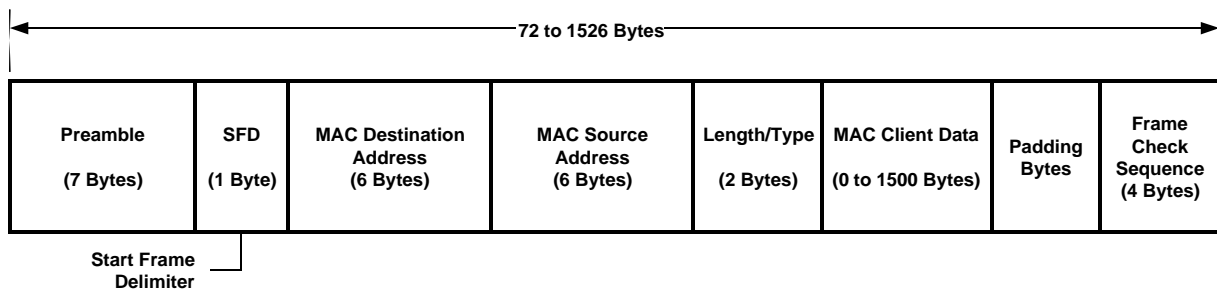 72 to 1526 Bytes
Preamble
(7 Bytes)
SFD
(1 Byte)
MAC Destination
Address
(6 Bytes)
MAC Source
Address
(6 Bytes)
Length/Type
(2 Bytes)
MAC Client Data
(0 to 1500 Bytes)
Padding
Bytes
Frame
Check
Sequence
(4 Bytes)
Start Frame
Delimiter